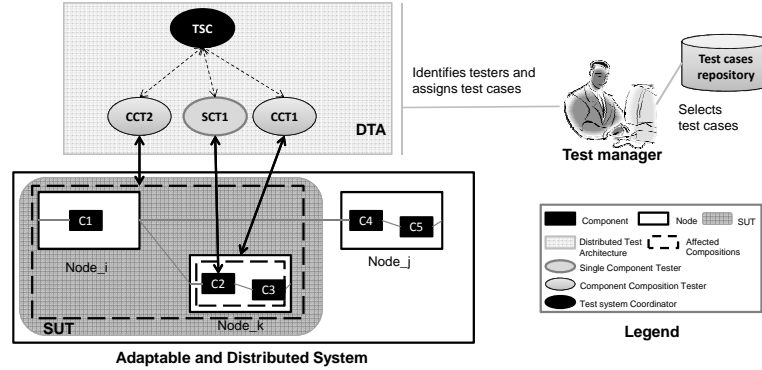 TSC
CCT2
SCT1
CCT1
DTA
Identifies testers and
assigns test cases
Test cases
repository
Selects
test cases
Test manager
C1
Node_i
C2
C3
Node_k
C4
C5
Node_j
SUT
Adaptable and Distributed System
Component
Node
SUT
Distributed Test
Architecture
Affected
Compositions
Single Component Tester
Component Composition Tester
Test system Coordinator
Legend